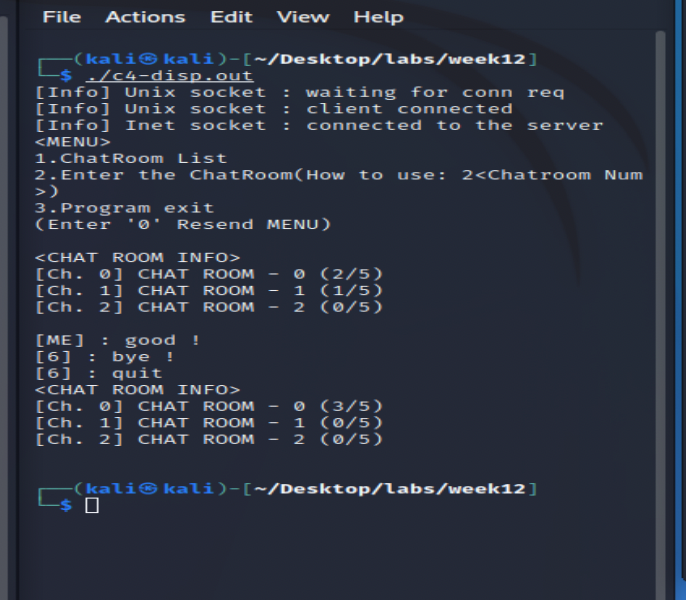 File Actions Edit View Help
┌──(kali㉿kali)-[~/Desktop/labs/week12]
└─$ ./c4-disp.out
[Info] Unix socket : waiting for conn req
[Info] Unix socket : client connected
[Info] Inet socket : connected to the server
<MENU>
1.ChatRoom List
2.Enter the ChatRoom(How to use: 2<Chatroom Num
>)
3.Program exit
(Enter '0' Resend MENU)
<CHAT ROOM INFO>
[Ch. 0] CHAT ROOM - 0 (2/5)
[Ch. 1] CHAT ROOM - 1 (1/5)
[Ch. 2] CHAT ROOM - 2 (0/5)
[ME] : good !
[6] : bye !
[6] : quit
<CHAT ROOM INFO>
[Ch. 0] CHAT ROOM - 0 (3/5)
[Ch. 1] CHAT ROOM - 1 (0/5)
[Ch. 2] CHAT ROOM - 2 (0/5)
┌──(kali㉿kali)-[~/Desktop/labs/week12]
└─$